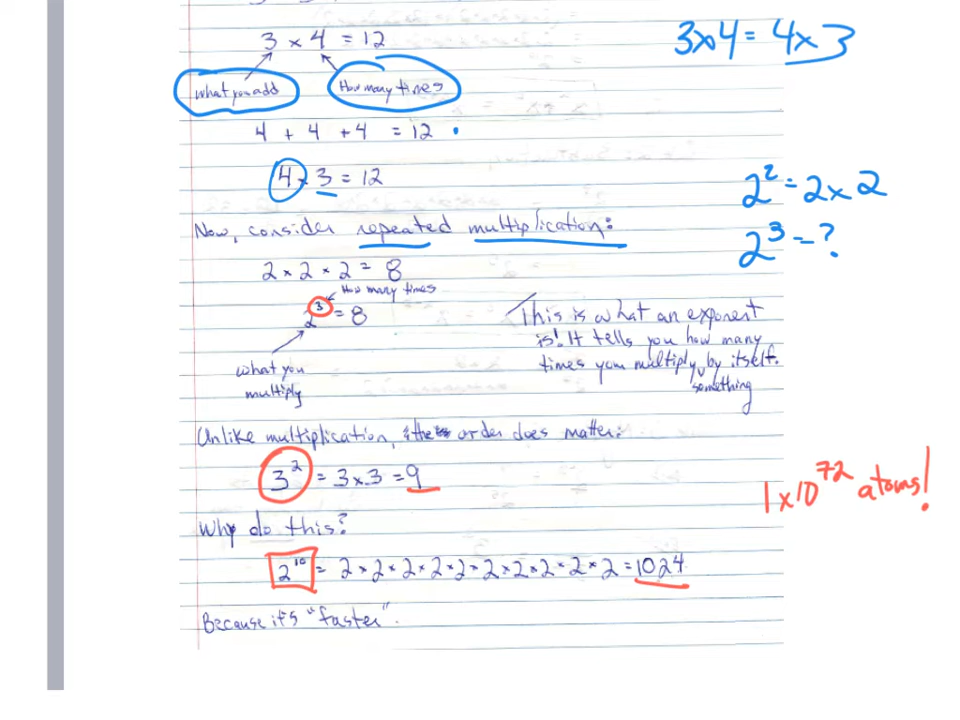 3 × 4 = 12
3x4 = 4x3
What you add
How many times
4 + 4 + 4 = 12
4 × 3 = 12
2² = 2 x 2
Now, consider repeated multiplication:
2³ = ?
2 × 2 × 2 = 8
How many times
2³ = 8
This is what an exponent
is! It tells you how many
times you multiply by itself.
something
what you
multiply
Unlike multiplication, the order does matter:
3² = 3 x 3 = 9
1 x 10⁷² atoms!
Why do this?
2¹⁰ = 2 × 2 × 2 × 2 × 2 × 2 × 2 × 2 × 2 × 2 = 1024
Because it's "faster".